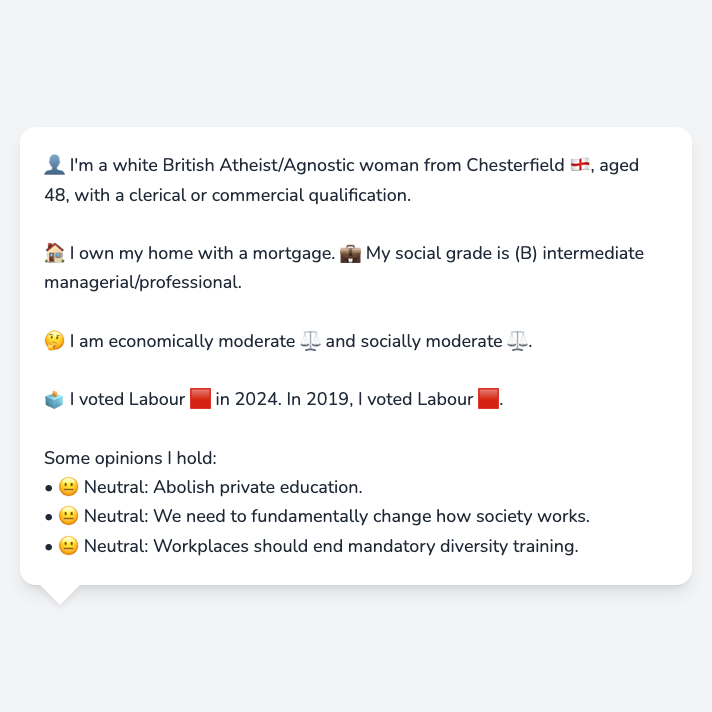 👤 I'm a white British Atheist/Agnostic woman from Chesterfield 🏴󠁧󠁢󠁥󠁮󠁧󠁿, aged
48, with a clerical or commercial qualification.
🏠 I own my home with a mortgage. 💼 My social grade is (B) intermediate
managerial/professional.
🤔 I am economically moderate ⚖️ and socially moderate ⚖️.
🗳️ I voted Labour 🟥 in 2024. In 2019, I voted Labour 🟥.
Some opinions I hold:
• 😐 Neutral: Abolish private education.
• 😐 Neutral: We need to fundamentally change how society works.
• 😐 Neutral: Workplaces should end mandatory diversity training.